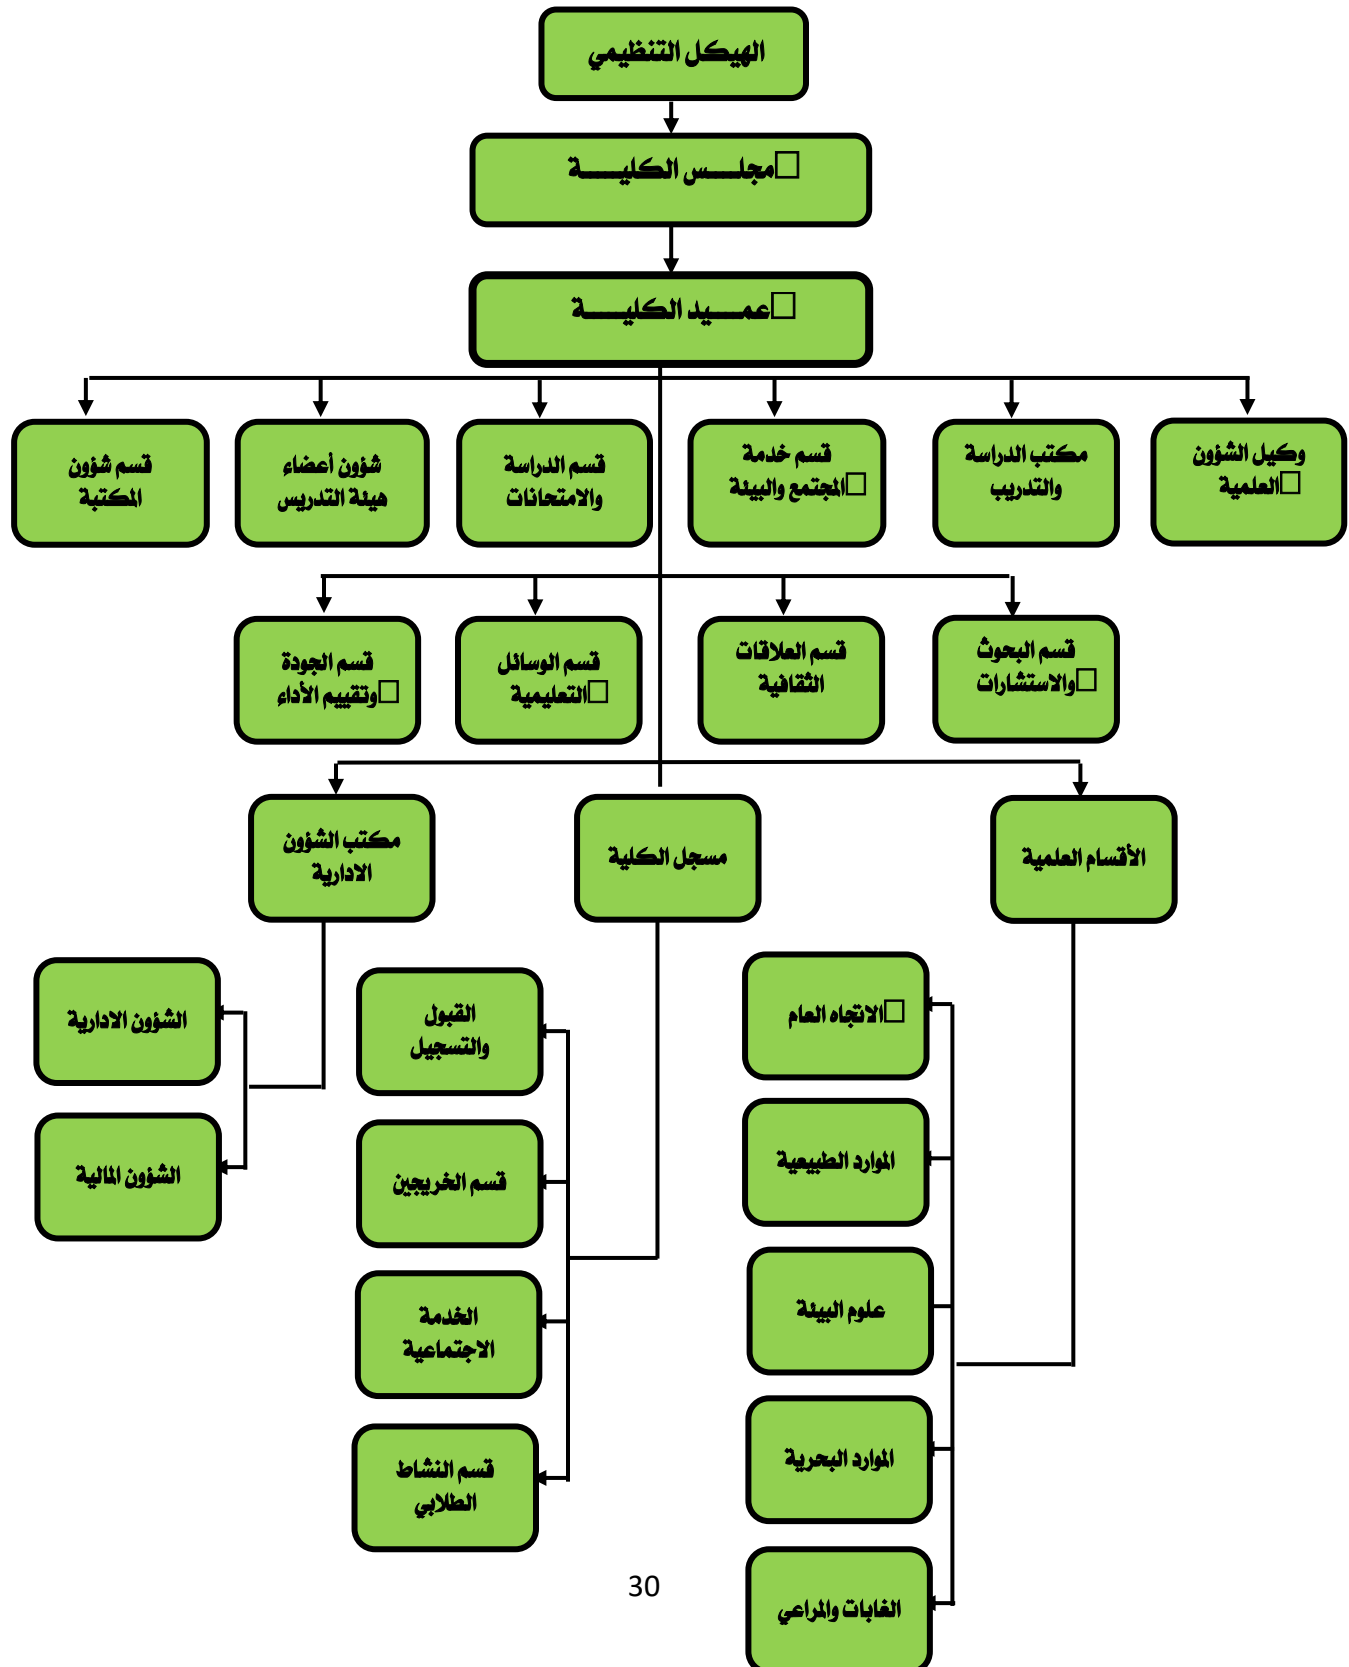 الهيكل التنظيمي
مجلـــس الكليــــة
عمـــيد الكليــــة
وكيل الشؤون
العلمية
مكتب الدراسة
والتدريب
قسم خدمة
المجتمع والبيئة
قسم الدراسة
والامتحانات
شؤون أعضاء
هيئة التدريس
قسم شؤون
المكتبة
قسم البحوث
والاستشارات
قسم العلاقات
الثقافية
قسم الوسائل
التعليمية
قسم الجودة
وتقييم الأداء
الأقسام العلمية
مسجل الكلية
مكتب الشؤون
الادارية
الاتجاه العام
الموارد الطبيعية
علوم البيئة
الموارد البحرية
الغابات والمراعي
القبول
والتسجيل
قسم الخريجين
الخدمة
الاجتماعية
قسم النشاط
الطلابي
الشؤون الادارية
الشؤون المالية
30